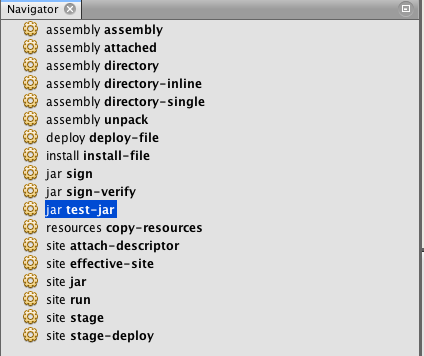 Navigator
assembly assembly
assembly attached
assembly directory
assembly directory-inline
assembly directory-single
assembly unpack
deploy deploy-file
install install-file
jar sign
jar sign-verify
jar test-jar
resources copy-resources
site attach-descriptor
site effective-site
site jar
site run
site stage
site stage-deploy